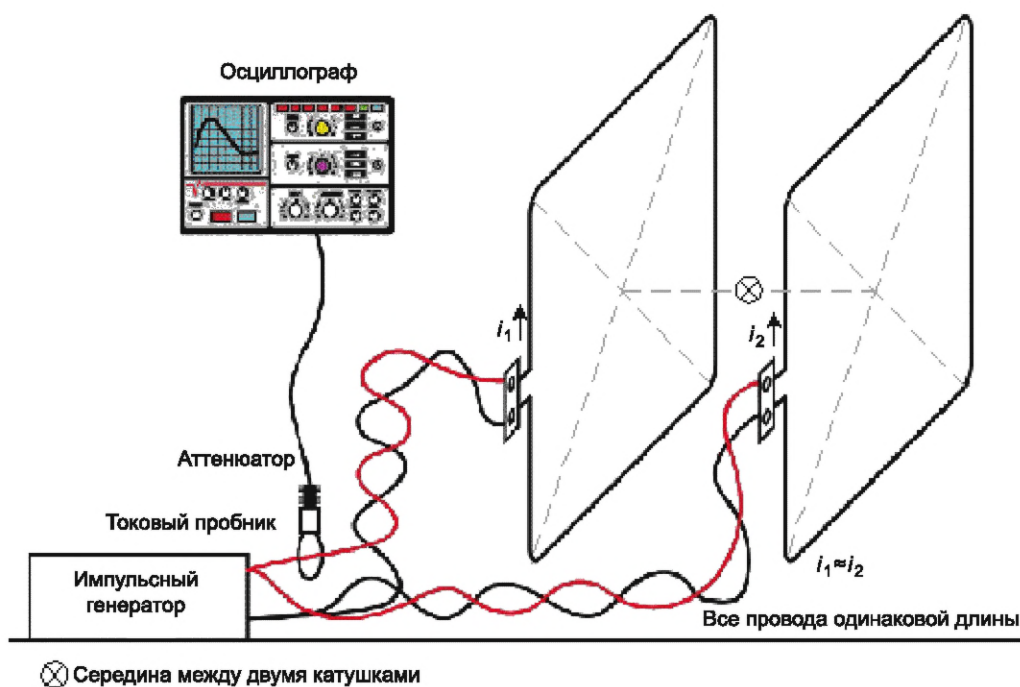 Осциллограф
i1
i2
Аттенюатор
Токовый пробник
Импульсный
генератор
i1≈i2
Все провода одинаковой длины
Середина между двумя катушками